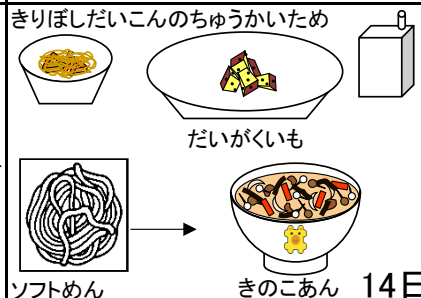 きりぼしだいこんのちゅうかいため
だいがくいも
ソフトめん
きのこあん
14日